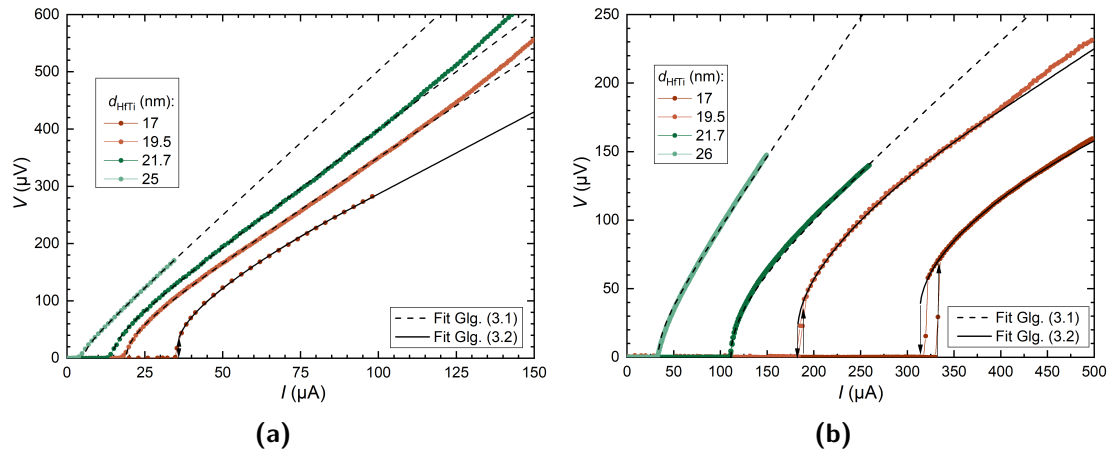 600
500
400
300
200
100
0
V (µV)
d_HfTi (nm):
17
19.5
21.7
25
Fit Glg. (3.1)
Fit Glg. (3.2)
0 25 50 75 100 125 150
I (µA)
(a)
250
200
150
100
50
0
V (µV)
d_HfTi (nm):
17
19.5
21.7
26
Fit Glg. (3.1)
Fit Glg. (3.2)
0 50 100 150 200 250 300 350 400 450 500
I (µA)
(b)